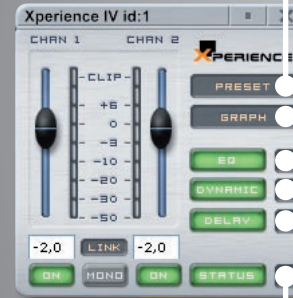 Xperience IV id:1
CHAN 1 CHAN 2
XPERIENCE
CLIP
PRESET
+6
GRAPH
0
-3
-10
EQ
-20
DYNAMIC
-30
DELAY
-50
-2,0 LINK -2,0
ON MONO ON STATUS